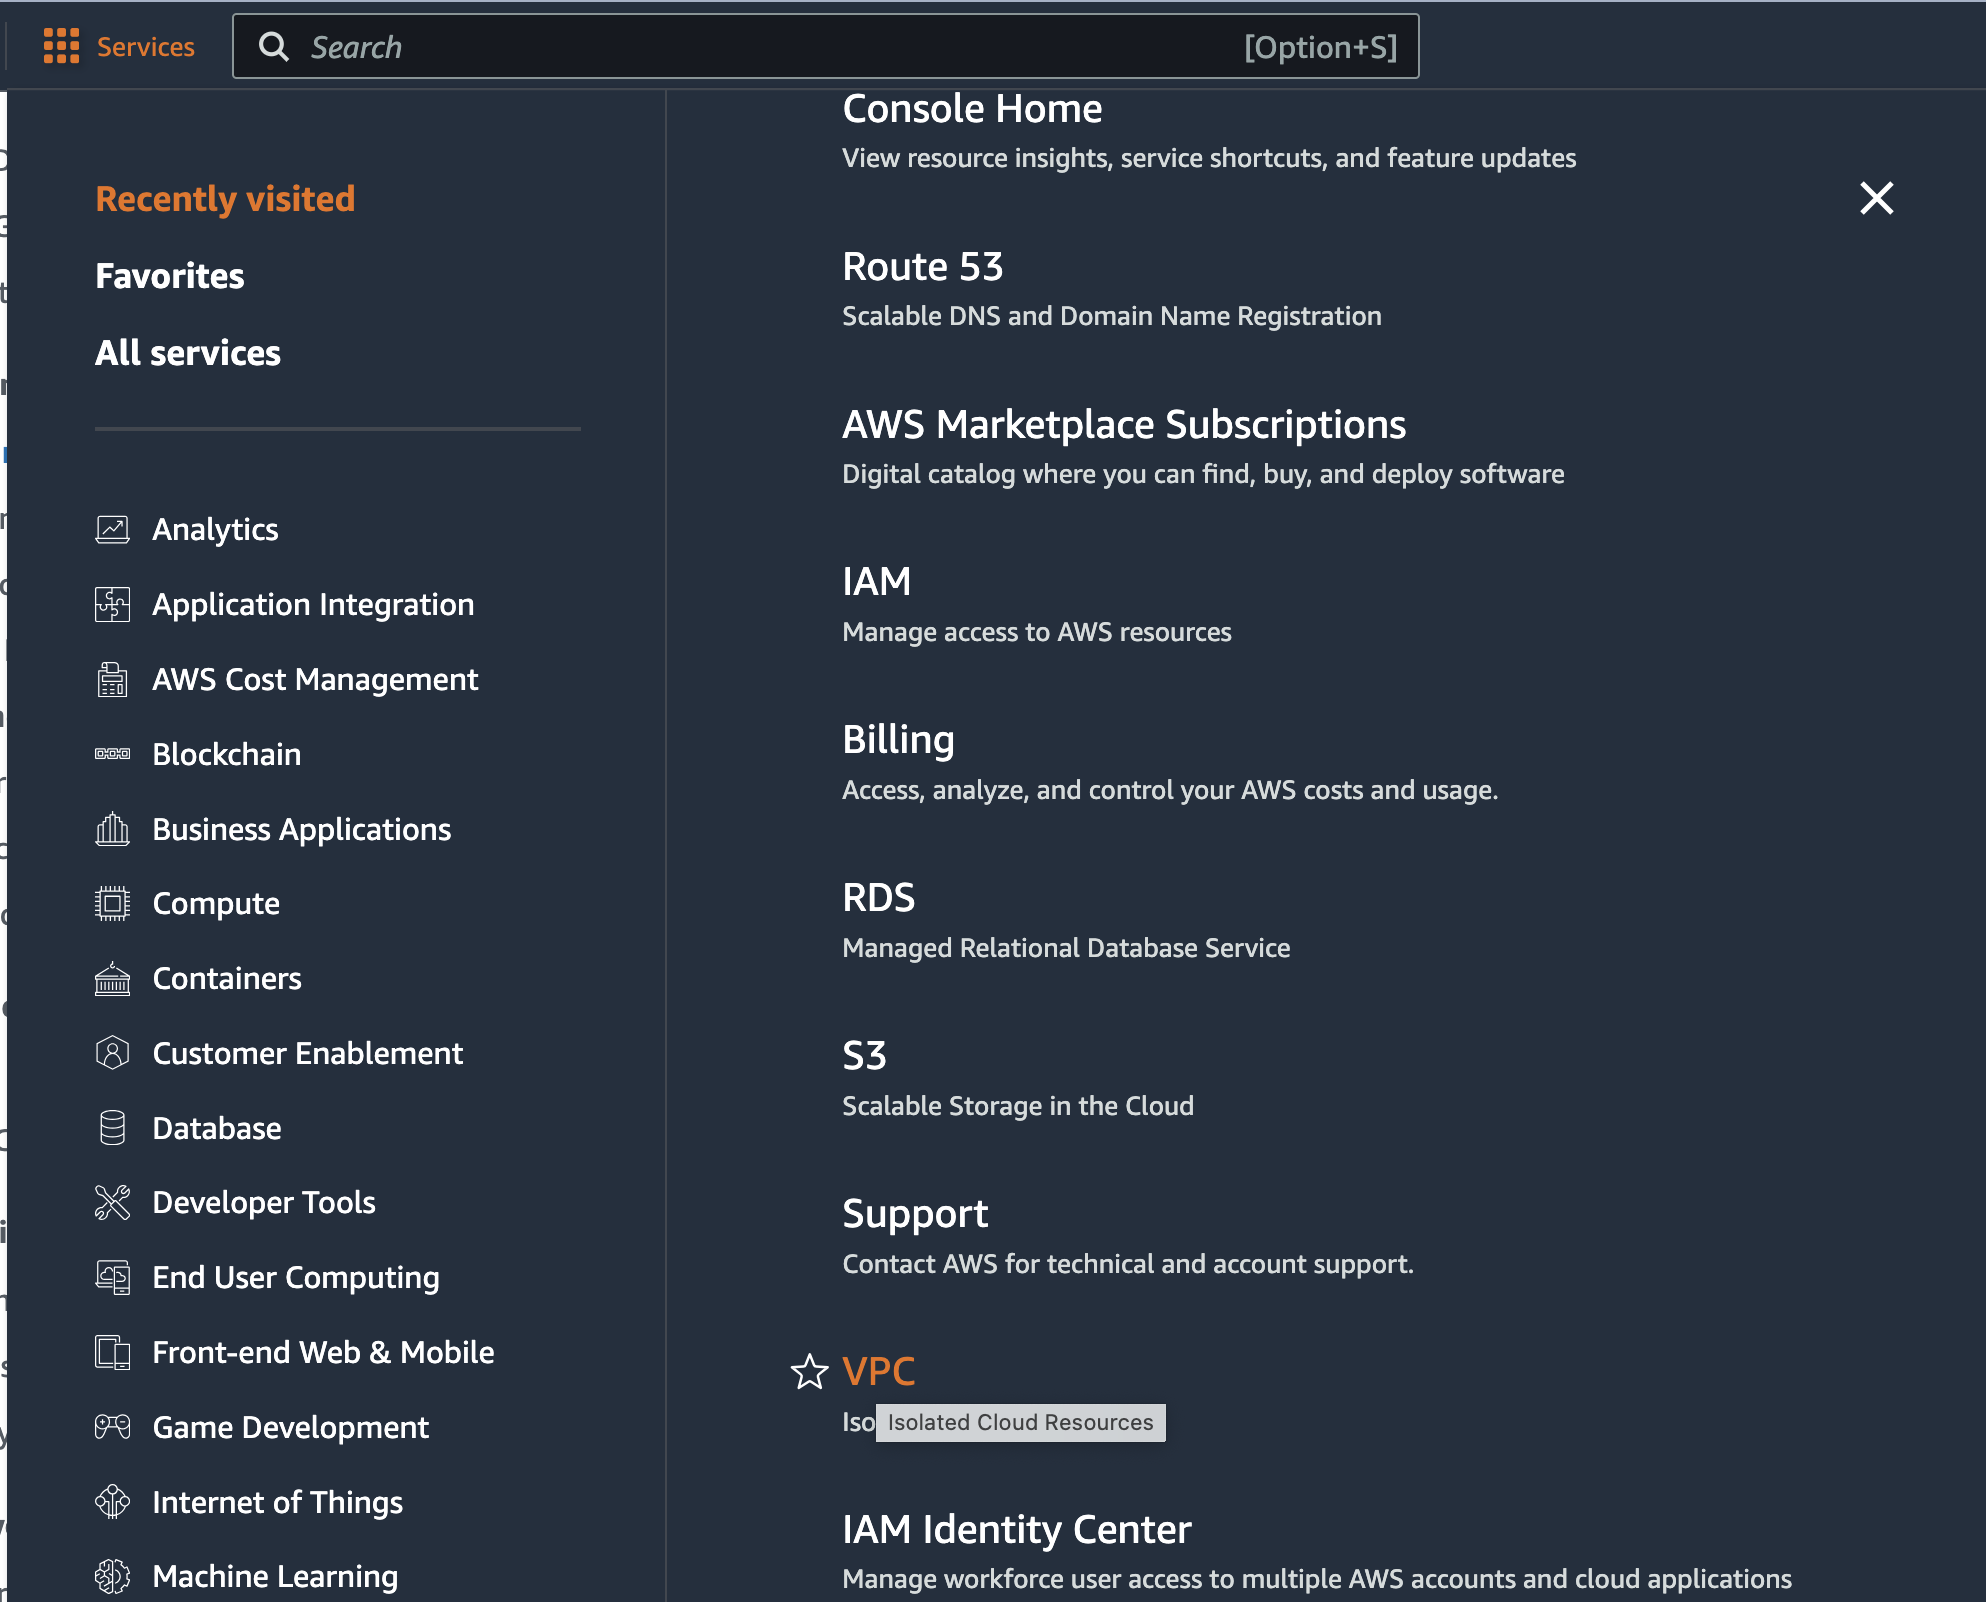 Services
Search
[Option+S]
Recently visited
Favorites
All services
Analytics
Application Integration
AWS Cost Management
Blockchain
Business Applications
Compute
Containers
Customer Enablement
Database
Developer Tools
End User Computing
Front-end Web & Mobile
Game Development
Internet of Things
Machine Learning
Console Home
View resource insights, service shortcuts, and feature updates
Route 53
Scalable DNS and Domain Name Registration
AWS Marketplace Subscriptions
Digital catalog where you can find, buy, and deploy software
IAM
Manage access to AWS resources
Billing
Access, analyze, and control your AWS costs and usage.
RDS
Managed Relational Database Service
S3
Scalable Storage in the Cloud
Support
Contact AWS for technical and account support.
VPC
Iso
Isolated Cloud Resources
IAM Identity Center
Manage workforce user access to multiple AWS accounts and cloud applications